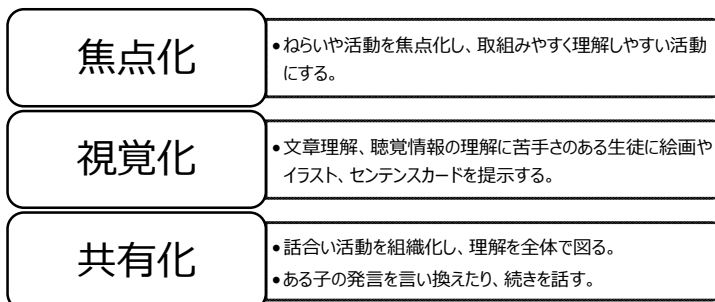 焦点化
•ねらいや活動を焦点化し、取組みやすく理解しやすい活動
にする。
視覚化
•文章理解、聴覚情報の理解に苦手さのある生徒に絵画や
イラスト、センテンスカードを提示する。
共有化
•話合い活動を組織化し、理解を全体で図る。
•ある子の発言を言い換えたり、続きを話す。